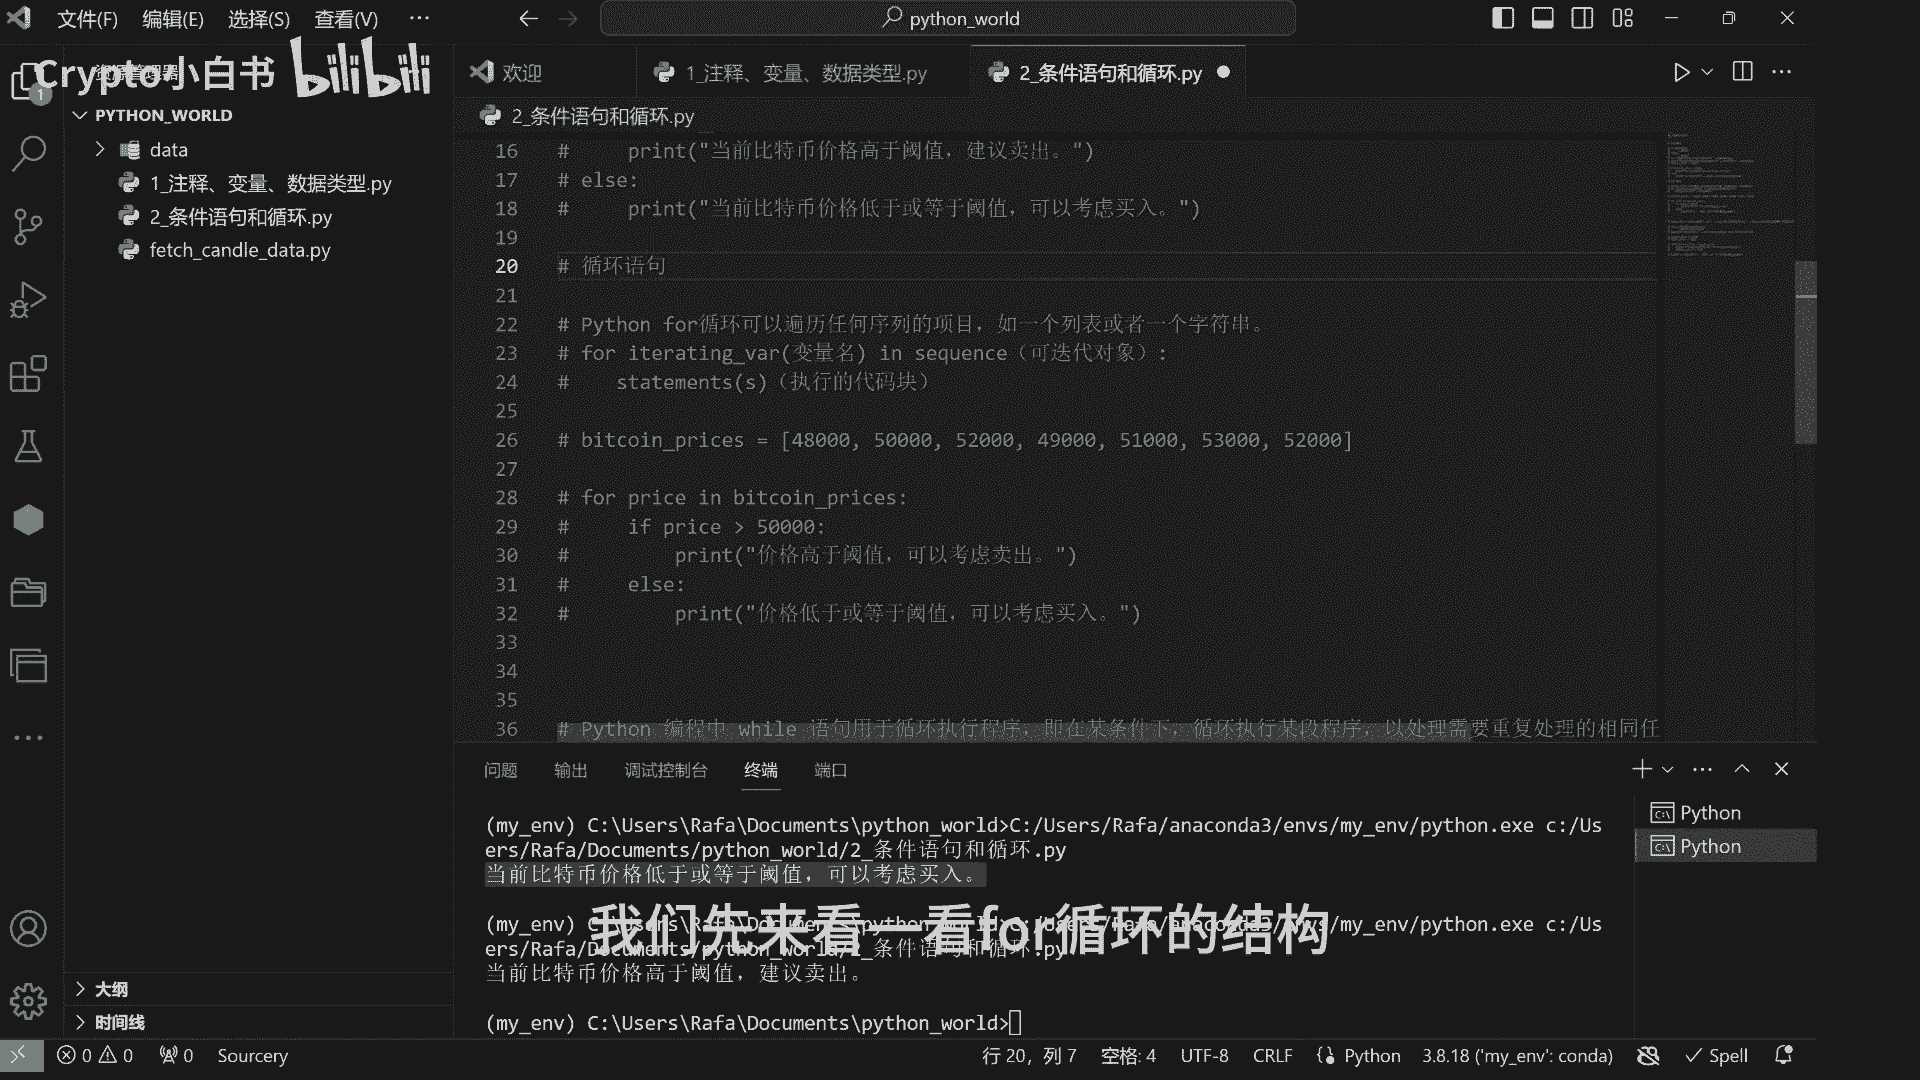 文件(F) 编辑(E) 选择(S) 查看(V) ··· python_world
Crypto小白书 bilibili
资源管理器
1
PYTHON_WORLD
data
1_注释、变量、数据类型.py
2_条件语句和循环.py
fetch_candle_data.py
大纲
时间线
欢迎 1_注释、变量、数据类型.py 2_条件语句和循环.py
2_条件语句和循环.py
16 #     print("当前比特币价格高于阈值，建议卖出。")
17 # else:
18 #     print("当前比特币价格低于或等于阈值，可以考虑买入。")
19
20 # 循环语句
21
22 # Python for循环可以遍历任何序列的项目，如一个列表或者一个字符串。
23 # for iterating_var(变量名) in sequence（可迭代对象）:
24 #    statements(s)（执行的代码块）
25
26 # bitcoin_prices = [48000, 50000, 52000, 49000, 51000, 53000, 52000]
27
28 # for price in bitcoin_prices:
29 #     if price > 50000:
30 #         print("价格高于阈值，可以考虑卖出。")
31 #     else:
32 #         print("价格低于或等于阈值，可以考虑买入。")
33
34
35
36 # Python 编程中 while 语句用于循环执行程序，即在某条件下，循环执行某段程序，以处理需要重复处理的相同任
问题 输出 调试控制台 终端 端口
(my_env) C:\Users\Rafa\Documents\python_world>C:/Users/Rafa/anaconda3/envs/my_env/python.exe c:/Us
ers/Rafa/Documents/python_world/2_条件语句和循环.py
当前比特币价格低于或等于阈值，可以考虑买入。
(my_env) C:\Users\Rafa\Documents\python_world>C:/Users/Rafa/anaconda3/envs/my_env/python.exe c:/Us
ers/Rafa/Documents/python_world/2_条件语句和循环.py
当前比特币价格高于阈值，建议卖出。
(my_env) C:\Users\Rafa\Documents\python_world>
Python
Python
我们先来看一看for循环的结构
0 0 0 Sourcery 行 20，列 7 空格: 4 UTF-8 CRLF Python 3.8.18 ('my_env': conda) Spell